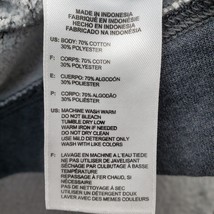 MADE IN INDONESIA
FABRIQUÉ EN INDONÉSIE
HECHO EN INDONESIA
FABRICADO NA INDONÉSIA
US: BODY: 70% COTTON
30% POLYESTER
F: CORPS: 70% COTON
30% POLYESTER
E: CUERPO: 70% ALGODÓN
30% POLIÉSTER
P: CORPO: 70% ALGODÃO
30% POLIÉSTER
US: MACHINE WASH WARM
DO NOT BLEACH
TUMBLE DRY LOW
WARM IRON IF NEEDED
DO NOT DRY CLEAN
USE MILD DETERGENT ONLY
WASH WITH LIKE COLORS
F: LAVAGE EN MACHINE À L'EAU TIÈDE
NE PAS UTILISER DE JAVELLISANT
SÉCHAGE EN CULBUTANT À BASSE
TEMPÉRATURE
REPASSAGE À FER CHAUD, SI
NÉCESSAIRE
PAS DE NETTOYAGE À SEC
UTILISER UN DÉTERGENT DOUX
LAVER AVEC DES MÊMES COULEURS